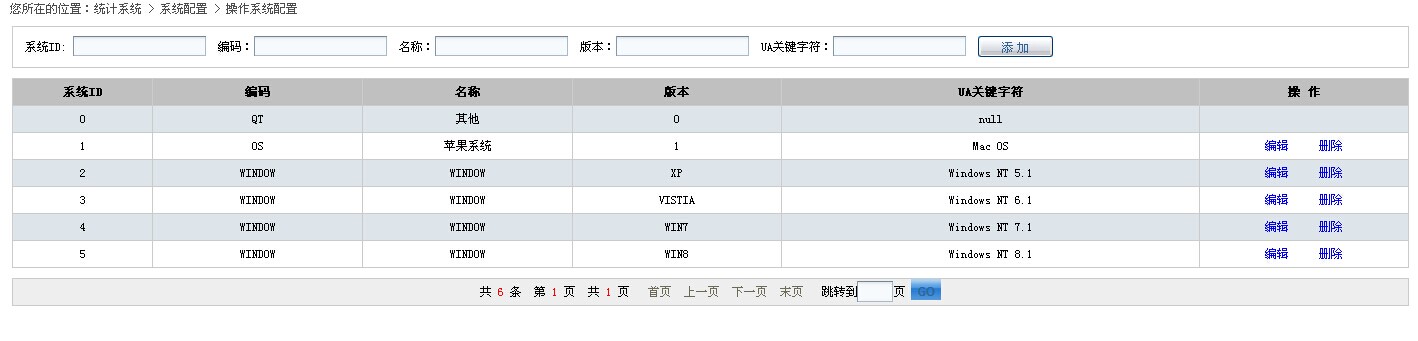 您所在的位置：统计系统 > 系统配置 > 操作系统配置
系统ID: 编码： 名称： 版本： UA关键字符： 添 加
系统ID 编码 名称 版本 UA关键字符 操 作
0 QT 其他 0 null
1 OS 苹果系统 1 Mac OS 编辑 删除
2 WINDOW WINDOW XP Windows NT 5.1 编辑 删除
3 WINDOW WINDOW VISTIA Windows NT 6.1 编辑 删除
4 WINDOW WINDOW WIN7 Windows NT 7.1 编辑 删除
5 WINDOW WINDOW WIN8 Windows NT 8.1 编辑 删除
共 6 条 第 1 页 共 1 页 首页 上一页 下一页 末页 跳转到 页 GO